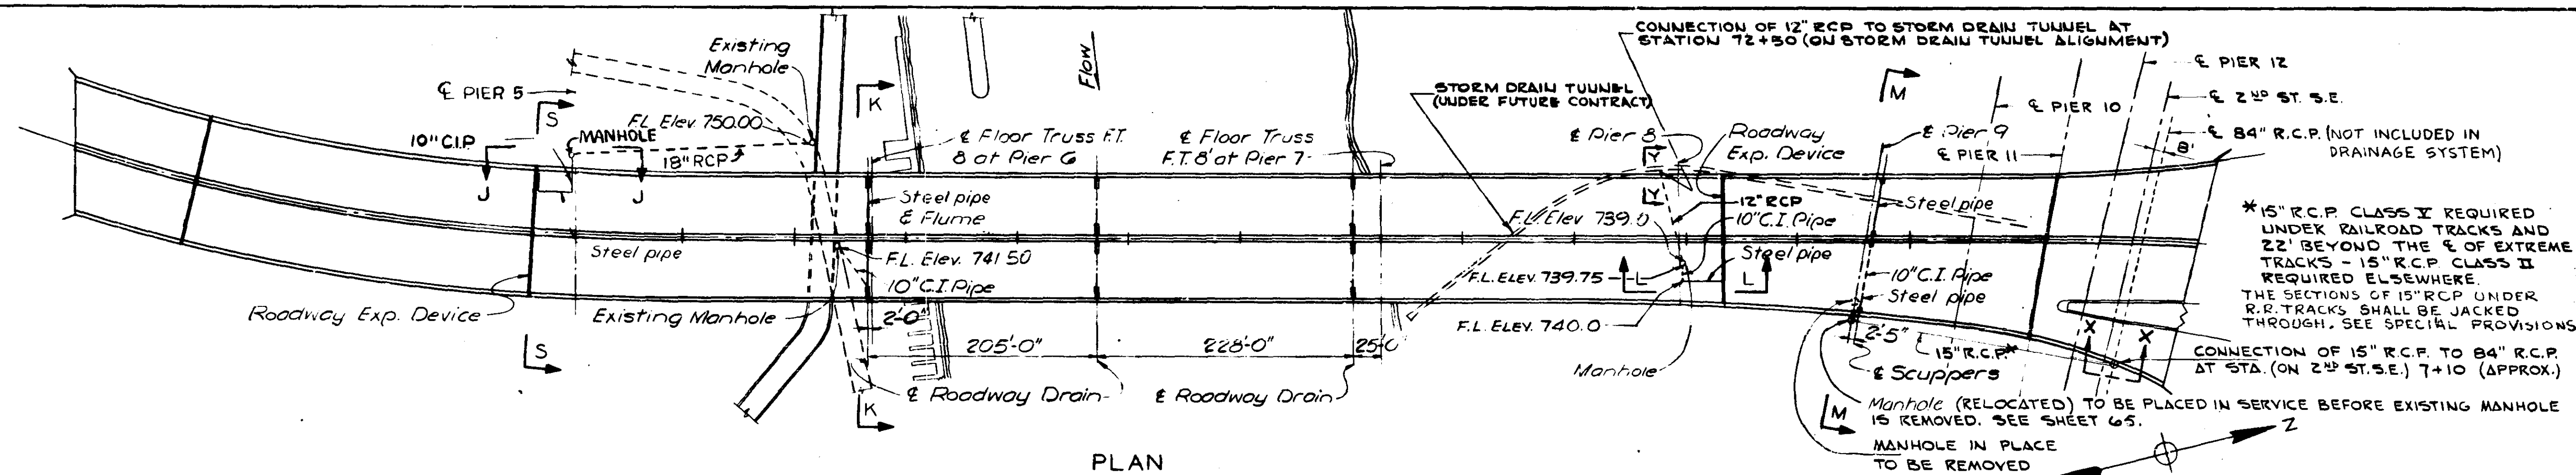 CONNECTION OF 12" RCP TO STORM DRAIN TUNNEL AT
STATION 72+50 (ON STORM DRAIN TUNNEL ALIGNMENT)
Existing
Manhole
Flow
℄ PIER 12
℄ PIER 5
S
K
STORM DRAIN TUNNEL
(UNDER FUTURE CONTRACT)
M
℄ PIER 10
℄ 2ND ST. S.E.
F.L. Elev. 750.00
10" C.I.P
MANHOLE
18" RCP
℄ Floor Truss F.T.
8 at Pier 6
℄ Floor Truss
F.T. 8' at Pier 7
℄ Pier 8
Roadway
Exp. Device
℄ Pier 9
℄ PIER 11
℄ 84" R.C.P. (NOT INCLUDED IN
DRAINAGE SYSTEM)
8'
J
J
Y
Y
Steel pipe
& Flume
12" RCP
10" C.I. Pipe
Steel pipe
F.L. Elev 739.0
Steel pipe
Steel pipe
F.L. Elev. 741.50
10" C.I. Pipe
F.L. ELEV. 739.75
L
L
10" C.I. Pipe
Steel pipe
* 15" R.C.P. CLASS V REQUIRED
UNDER RAILROAD TRACKS AND
22' BEYOND THE ℄ OF EXTREME
TRACKS - 15" R.C.P. CLASS II
REQUIRED ELSEWHERE.
THE SECTIONS OF 15" RCP UNDER
R.R. TRACKS SHALL BE JACKED
THROUGH. SEE SPECIAL PROVISIONS
Roadway Exp. Device
Existing Manhole
2'-0"
F.L. ELEV. 740.0
205'-0"
228'-0"
25'-0
2'-5"
15" R.C.P.*
X
X
S
Manhole
℄ Scuppers
CONNECTION OF 15" R.C.P. TO 84" R.C.P.
AT STA. (ON 2ND ST. S.E.) 7+10 (APPROX.)
℄ Roadway Drain
℄ Roadway Drain
K
M
Manhole (RELOCATED) TO BE PLACED IN SERVICE BEFORE EXISTING MANHOLE
IS REMOVED. SEE SHEET 65.
MANHOLE IN PLACE
TO BE REMOVED
Z
PLAN